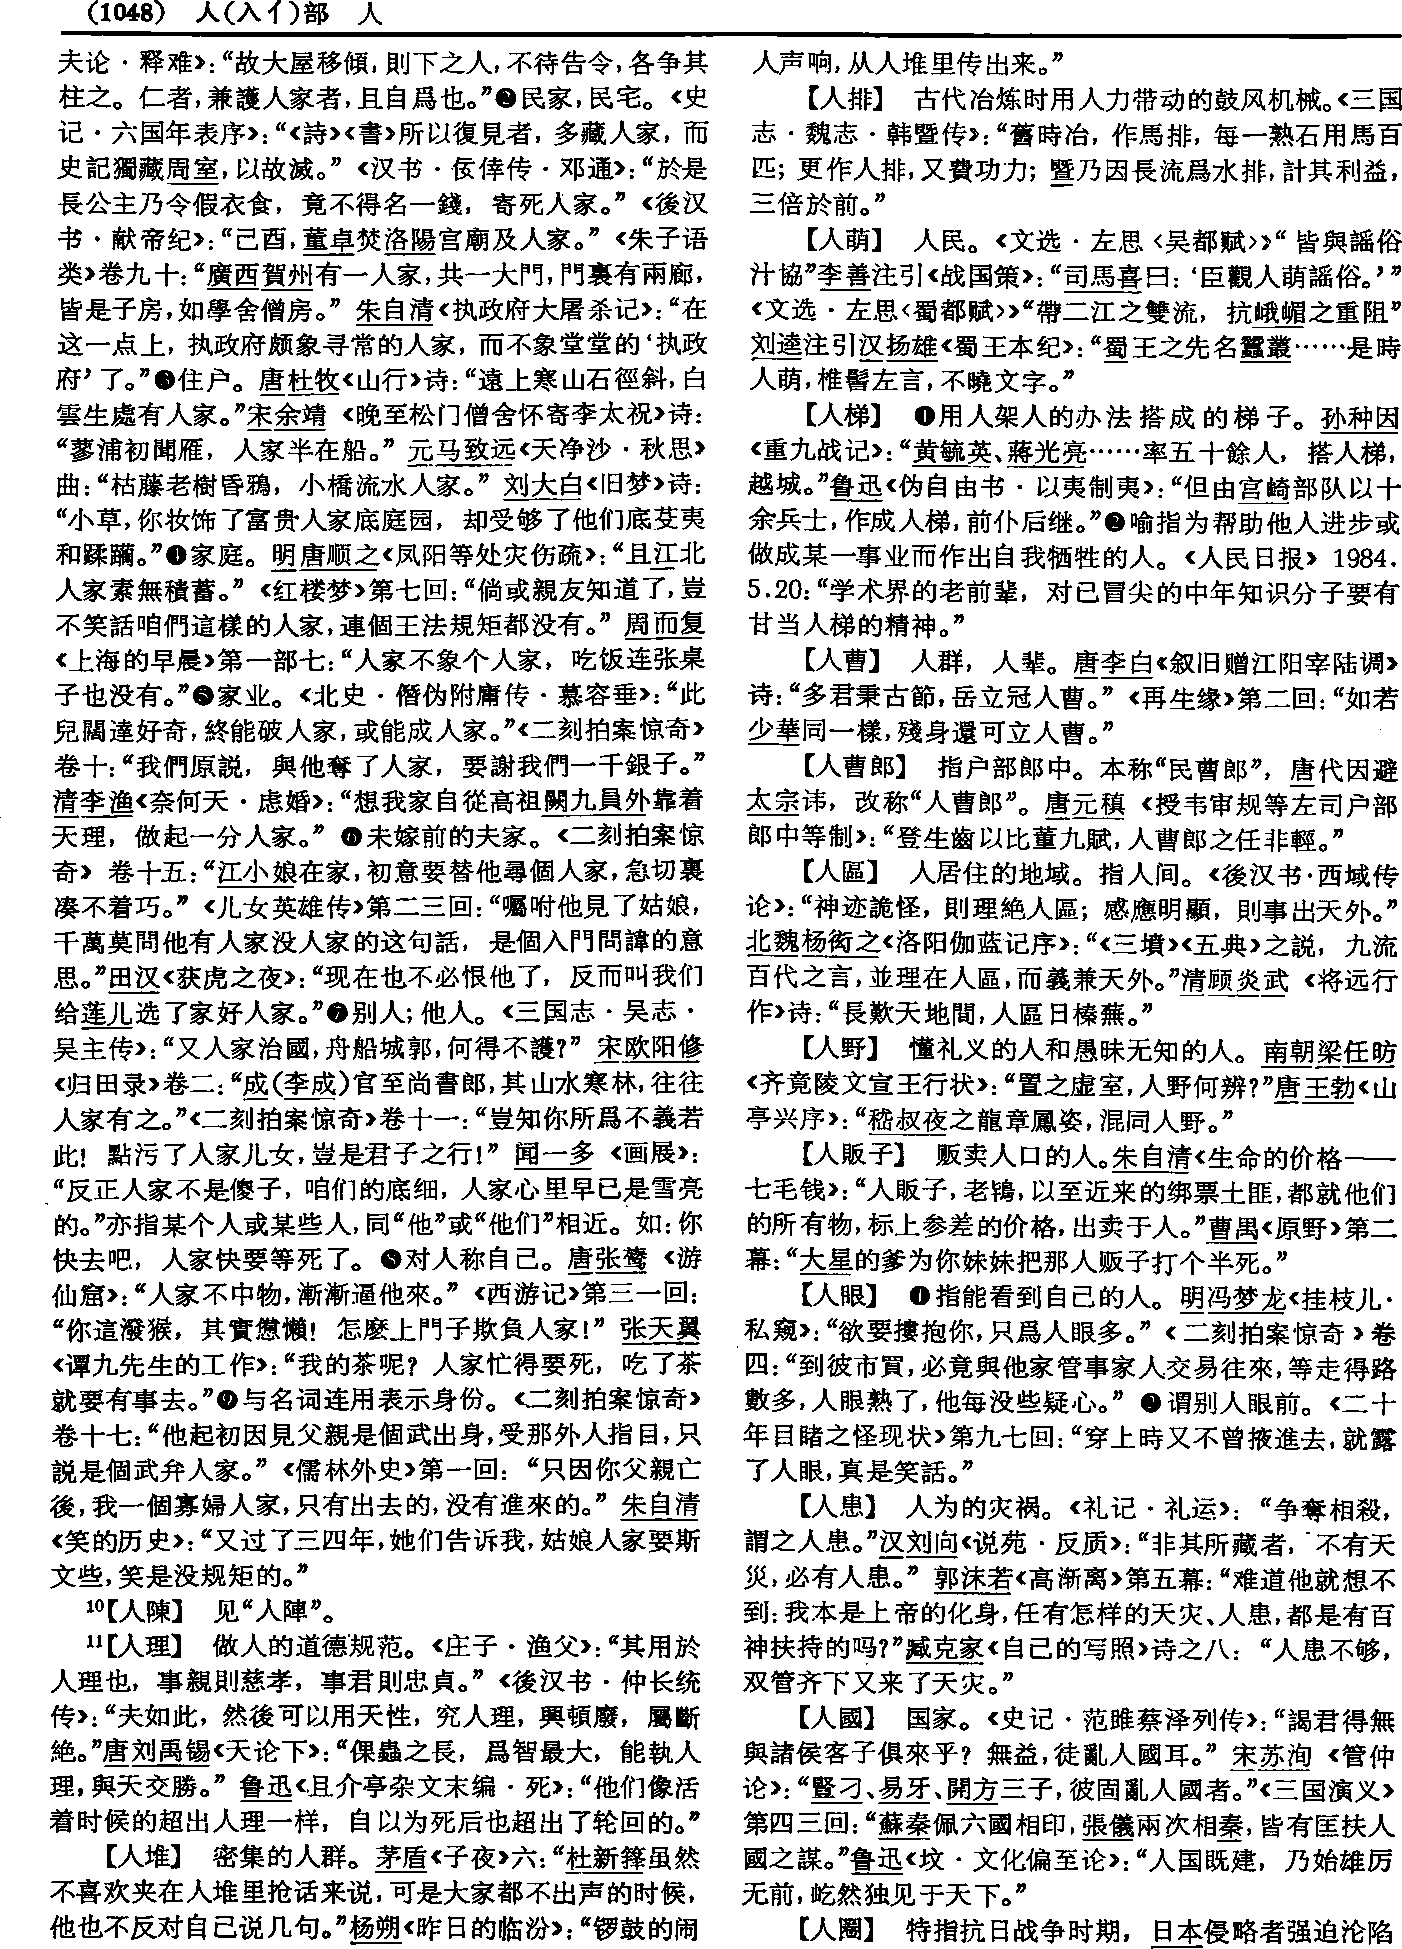 (1048) 人(入亻)部 人
夫论·释难》：“故大屋移傾，則下之人，不待告令，各争其
柱之。仁者，兼護人家者，且自爲也。”❷民家，民宅。《史
记·六国年表序》：“《詩》《書》所以復見者，多藏人家，而
史記獨藏周室，以故滅。”《汉书·佞倖传·邓通》：“於是
長公主乃令假衣食，竟不得名一錢，寄死人家。”《後汉
书·献帝纪》：“己酉，董卓焚洛陽宫廟及人家。”《朱子语
类》卷九十：“廣西賀州有一人家，共一大門，門裏有兩廊，
皆是子房，如學舍僧房。”朱自清《执政府大屠杀记》：“在
这一点上，执政府颇象寻常的人家，而不象堂堂的‘执政
府’了。”❸住户。唐杜牧《山行》诗：“遠上寒山石徑斜，白
雲生處有人家。”宋余靖《晚至松门僧舍怀寄李太祝》诗：
“蓼浦初聞雁，人家半在船。”元马致远《天净沙·秋思》
曲：“枯藤老樹昏鴉，小橋流水人家。”刘大白《旧梦》诗：
“小草，你妆饰了富贵人家底庭园，却受够了他们底芟夷
和蹂躪。”❹家庭。明唐顺之《凤阳等处灾伤疏》：“且江北
人家素無積蓄。”《红楼梦》第七回：“倘或親友知道了，豈
不笑話咱們這樣的人家，連個王法規矩都没有。”周而复
《上海的早晨》第一部七：“人家不象个人家，吃饭连张桌
子也没有。”❺家业。《北史·僭伪附庸传·慕容垂》：“此
兒闊達好奇，終能破人家，或能成人家。”《二刻拍案惊奇》
卷十：“我們原説，與他奪了人家，要謝我們一千銀子。”
清李渔《奈何天·虑婚》：“想我家自從高祖闕九員外靠着
天理，做起一分人家。”❻未嫁前的夫家。《二刻拍案惊
奇》卷十五：“江小娘在家，初意要替他尋個人家，急切裏
凑不着巧。”《儿女英雄传》第二三回：“囑咐他見了姑娘，
千萬莫問他有人家没人家的这句話，是個入門問諱的意
思。”田汉《获虎之夜》：“现在也不必恨他了，反而叫我们
给莲儿选了家好人家。”❼别人；他人。《三国志·吴志·
吴主传》：“又人家治國，舟船城郭，何得不護？”宋欧阳修
《归田录》卷二：“成(李成)官至尚書郎，其山水寒林，往往
人家有之。”《二刻拍案惊奇》卷十一：“豈知你所爲不義若
此！點污了人家儿女，豈是君子之行！”闻一多《画展》：
“反正人家不是傻子，咱们的底细，人家心里早已是雪亮
的。”亦指某个人或某些人，同“他”或“他们”相近。如：你
快去吧，人家快要等死了。❽对人称自己。唐张鷟《游
仙窟》：“人家不中物，漸漸逼他來。”《西游记》第三一回：
“你這潑猴，其實憊懶！怎麽上門子欺負人家！”张天翼
《谭九先生的工作》：“我的茶呢？人家忙得要死，吃了茶
就要有事去。”❾与名词连用表示身份。《二刻拍案惊奇》
卷十七：“他起初因見父親是個武出身，受那外人指目，只
説是個武弁人家。”《儒林外史》第一回：“只因你父親亡
後，我一個寡婦人家，只有出去的，没有進來的。”朱自清
《笑的历史》：“又过了三四年，她们告诉我，姑娘人家要斯
文些，笑是没规矩的。”
10【人陳】 见“人陣”。
11【人理】 做人的道德规范。《庄子·渔父》：“其用於
人理也，事親則慈孝，事君則忠貞。”《後汉书·仲长统
传》：“夫如此，然後可以用天性，究人理，興頓廢，屬斷
絶。”唐刘禹锡《天论下》：“倮蟲之長，爲智最大，能執人
理，與天交勝。”鲁迅《且介亭杂文末编·死》：“他们像活
着时候的超出人理一样，自以为死后也超出了轮回的。”
【人堆】 密集的人群。茅盾《子夜》六：“杜新箨虽然
不喜欢夹在人堆里抢话来说，可是大家都不出声的时候，
他也不反对自己说几句。”杨朔《昨日的临汾》：“锣鼓的闹
人声响，从人堆里传出来。”
【人排】 古代冶炼时用人力带动的鼓风机械。《三国
志·魏志·韩暨传》：“舊時冶，作馬排，每一熟石用馬百
匹；更作人排，又費功力；暨乃因長流爲水排，計其利益，
三倍於前。”
【人萌】 人民。《文选·左思〈吴都赋〉》“皆與謡俗
汁協”李善注引《战国策》：“司馬喜曰：‘臣觀人萌謡俗。’”
《文选·左思〈蜀都赋〉》“帶二江之雙流，抗峨嵋之重阻”
刘逵注引汉扬雄《蜀王本纪》：“蜀王之先名蠶叢……是時
人萌，椎髻左言，不曉文字。”
【人梯】 ❶用人架人的办法搭成的梯子。孙种因
《重九战记》：“黄毓英、蔣光亮……率五十餘人，搭人梯，
越城。”鲁迅《伪自由书·以夷制夷》：“但由宫崎部队以十
余兵士，作成人梯，前仆后继。”❷喻指为帮助他人进步或
做成某一事业而作出自我牺牲的人。《人民日报》1984.
5.20：“学术界的老前辈，对已冒尖的中年知识分子要有
甘当人梯的精神。”
【人曹】 人群，人辈。唐李白《叙旧赠江阳宰陆调》
诗：“多君秉古節，岳立冠人曹。”《再生缘》第二回：“如若
少華同一樣，殘身還可立人曹。”
【人曹郎】 指户部郎中。本称“民曹郎”，唐代因避
太宗讳，改称“人曹郎”。唐元稹《授韦审规等左司户部
郎中等制》：“登生齒以比董九賦，人曹郎之任非輕。”
【人區】 人居住的地域。指人间。《後汉书·西域传
论》：“神迹詭怪，則理絶人區；感應明顯，則事出天外。”
北魏杨衒之《洛阳伽蓝记序》：“《三墳》《五典》之説，九流
百代之言，並理在人區，而義兼天外。”清顾炎武《将远行
作》诗：“長歎天地間，人區日榛蕪。”
【人野】 懂礼义的人和愚昧无知的人。南朝梁任昉
《齐竟陵文宣王行状》：“置之虚室，人野何辨？”唐王勃《山
亭兴序》：“嵇叔夜之龍章鳳姿，混同人野。”
【人販子】 贩卖人口的人。朱自清《生命的价格——
七毛钱》：“人贩子，老鸨，以至近来的绑票土匪，都就他们
的所有物，标上参差的价格，出卖于人。”曹禺《原野》第二
幕：“大星的爹为你妹妹把那人贩子打个半死。”
【人眼】 ❶指能看到自己的人。明冯梦龙《挂枝儿·
私窥》：“欲要摟抱你，只爲人眼多。”《二刻拍案惊奇》卷
四：“到彼市買，必竟與他家管事家人交易往來，等走得路
數多，人眼熟了，他每没些疑心。”❷谓别人眼前。《二十
年目睹之怪现状》第九七回：“穿上時又不曾掖進去，就露
了人眼，真是笑話。”
【人患】 人为的灾祸。《礼记·礼运》：“争奪相殺，
謂之人患。”汉刘向《说苑·反质》：“非其所藏者，不有天
災，必有人患。”郭沫若《高渐离》第五幕：“难道他就想不
到：我本是上帝的化身，任有怎样的天灾、人患，都是有百
神扶持的吗？”臧克家《自己的写照》诗之八：“人患不够，
双管齐下又来了天灾。”
【人國】 国家。《史记·范雎蔡泽列传》：“謁君得無
與諸侯客子俱來乎？無益，徒亂人國耳。”宋苏洵《管仲
论》：“豎刁、易牙、開方三子，彼固亂人國者。”《三国演义》
第四三回：“蘇秦佩六國相印，張儀兩次相秦，皆有匡扶人
國之謀。”鲁迅《坟·文化偏至论》：“人国既建，乃始雄厉
无前，屹然独见于天下。”
【人圈】 特指抗日战争时期，日本侵略者强迫沦陷